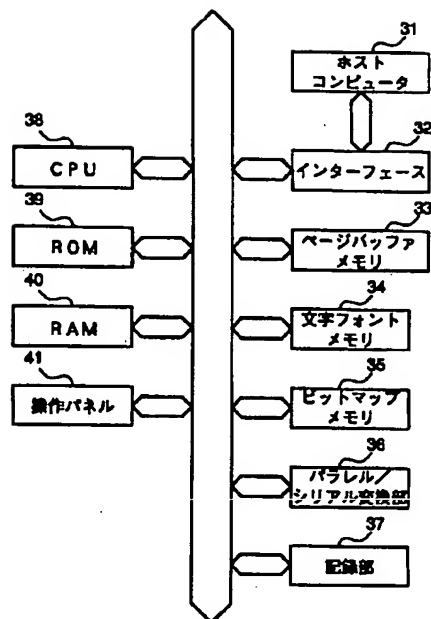 31
ホスト
コンピュータ
32
インターフェース
33
ページバッファ
メモリ
34
文字フォント
メモリ
35
ビットマップ
メモリ
36
パラレル／
シリアル変換部
37
記録部
38
CPU
39
ROM
40
RAM
41
操作パネル